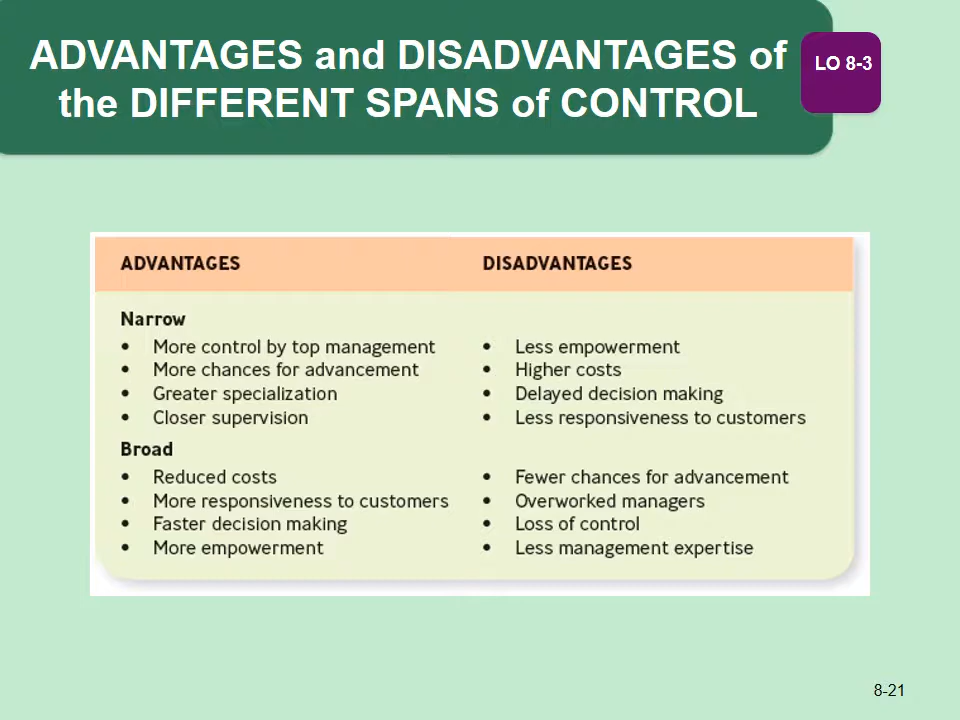 ADVANTAGES and DISADVANTAGES of
the DIFFERENT SPANS of CONTROL
LO 8-3
ADVANTAGES
DISADVANTAGES
Narrow
• More control by top management
• More chances for advancement
• Greater specialization
• Closer supervision
• Less empowerment
• Higher costs
• Delayed decision making
• Less responsiveness to customers
Broad
• Reduced costs
• More responsiveness to customers
• Faster decision making
• More empowerment
• Fewer chances for advancement
• Overworked managers
• Loss of control
• Less management expertise
8-21